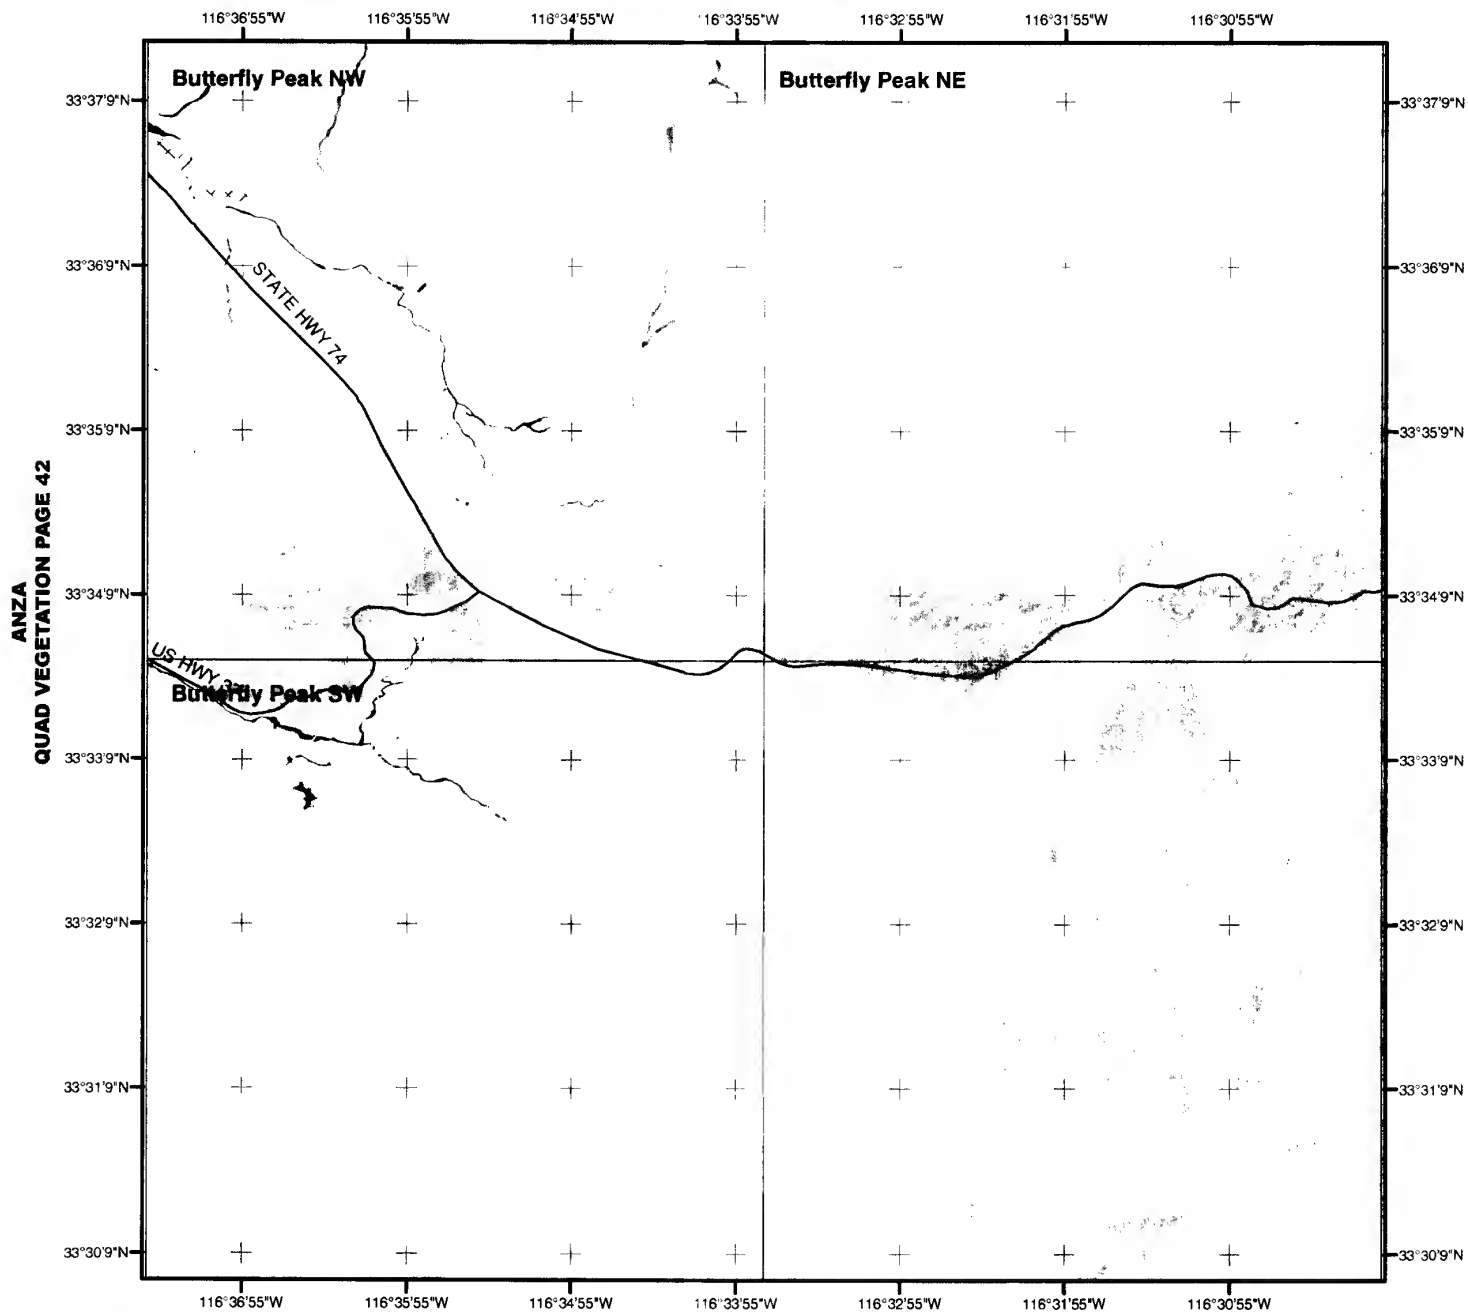 116°36'55"W 116°35'55"W 116°34'55"W 116°33'55"W 116°32'55"W 116°31'55"W 116°30'55"W
Butterfly Peak NW
Butterfly Peak NE
33°37'9"N 33°37'9"N
33°36'9"N 33°36'9"N
STATE HWY 74
33°35'9"N 33°35'9"N
ANZA
QUAD VEGETATION PAGE 42
33°34'9"N 33°34'9"N
US HWY
Butterfly Peak SW
33°33'9"N 33°33'9"N
33°32'9"N 33°32'9"N
33°31'9"N 33°31'9"N
33°30'9"N 33°30'9"N
116°36'55"W 116°35'55"W 116°34'55"W 116°33'55"W 116°32'55"W 116°31'55"W 116°30'55"W